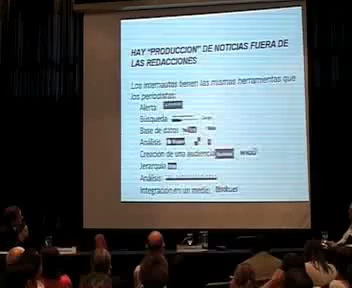 HAY "PRODUCCION" DE NOTICIAS FUERA DE
LAS REDACCIONES
Los internautas tienen las mismas herramientas que
los periodistas:
Alerta
Búsqueda
Base de datos
Análisis
Creación de una audiencia
Jerarquía
Análisis:
Integración en un medio: